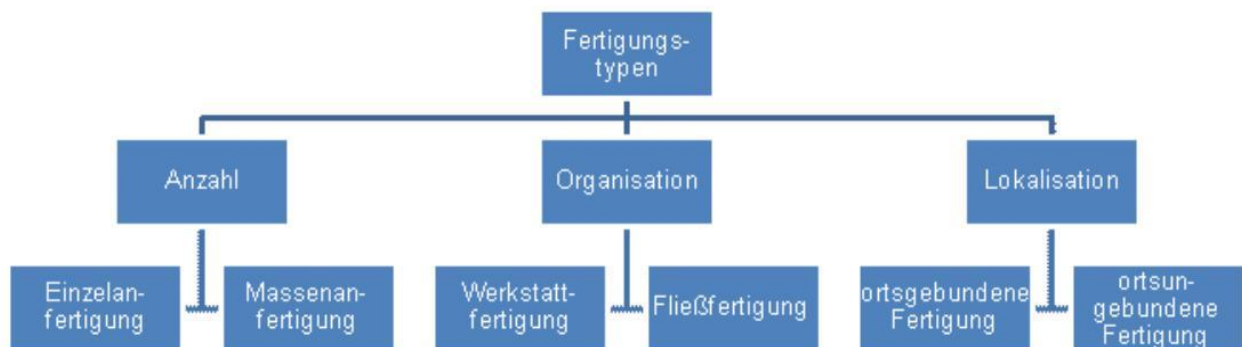 Fertigungs-
typen
Anzahl
Organisation
Lokalisation
Einzelan-
fertigung
Massenan-
fertigung
Werkstatt-
fertigung
Fließfertigung
ortsgebundene
Fertigung
ortsun-
gebundene
Fertigung